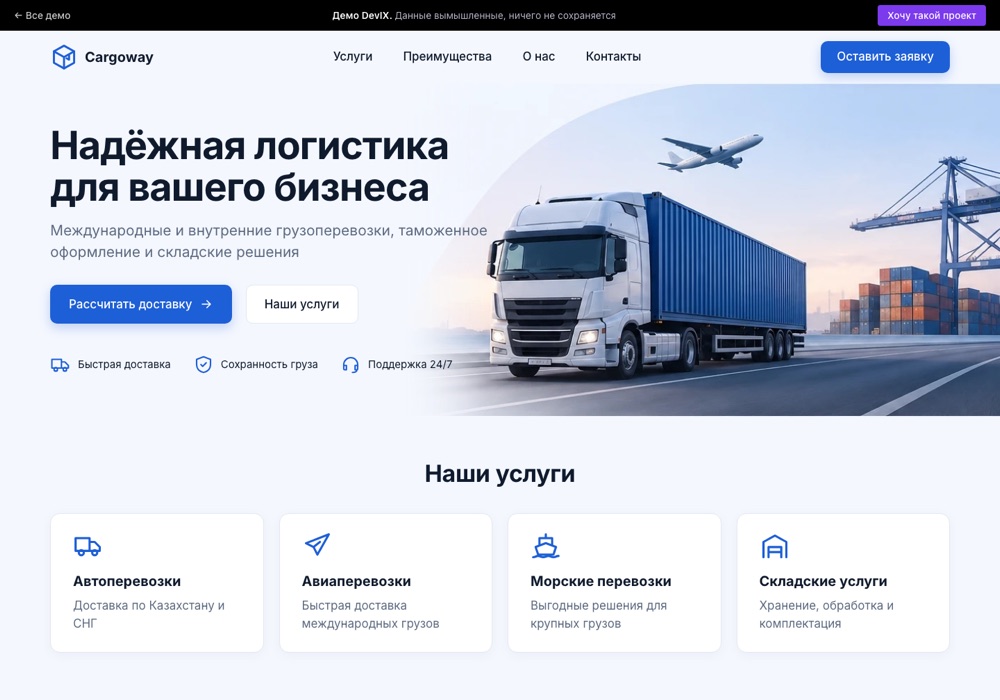 ← Все демо
Демо DevIX. Данные вымышленные, ничего не сохраняется
Хочу такой проект
Cargoway
Услуги
Преимущества
О нас
Контакты
Оставить заявку
Надёжная логистика
для вашего бизнеса
Международные и внутренние грузоперевозки, таможенное
оформление и складские решения
Рассчитать доставку →
Наши услуги
Быстрая доставка
Сохранность груза
Поддержка 24/7
Наши услуги
Автоперевозки
Доставка по Казахстану и
СНГ
Авиаперевозки
Быстрая доставка
международных грузов
Морские перевозки
Выгодные решения для
крупных грузов
Складские услуги
Хранение, обработка и
комплектация